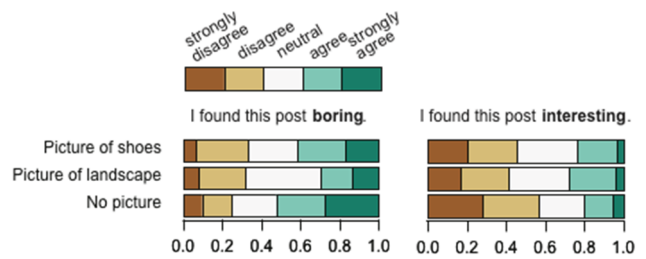 strongly disagree
disagree
neutral
agree
strongly agree
I found this post boring.
I found this post interesting.
Picture of shoes
Picture of landscape
No picture
0.0 0.2 0.4 0.6 0.8 1.0
0.0 0.2 0.4 0.6 0.8 1.0